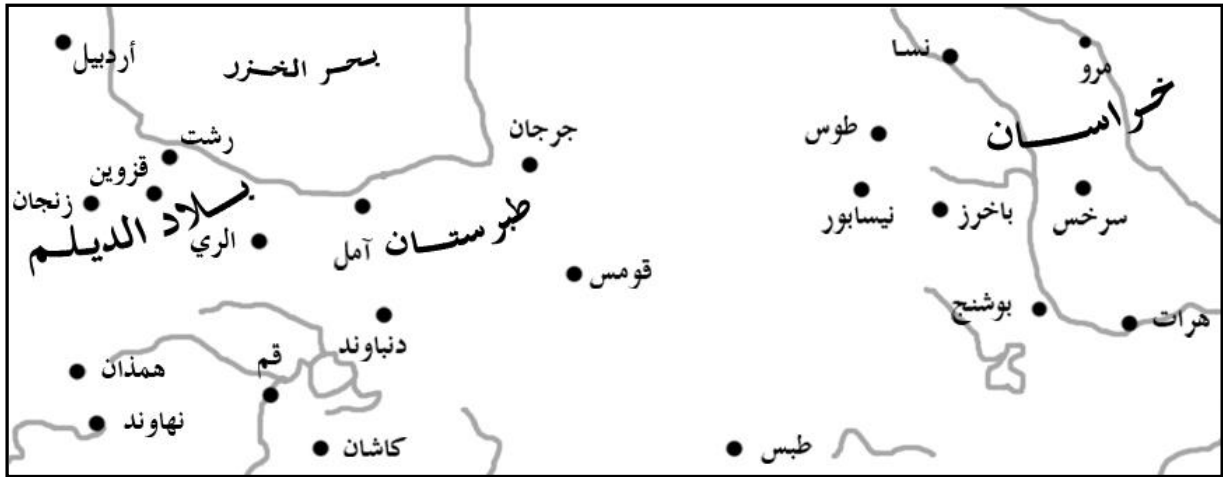 أردبيل
بحر الخزر
نسا
مرو
خراسان
جرجان
طوس
رشت
قزوين
زنجان
بلاد الديلم
الري
طبرستان
آمل
نيسابور
باخرز
سرخس
قومس
بوشنج
هرات
دنباوند
قم
همذان
نهاوند
كاشان
طبس